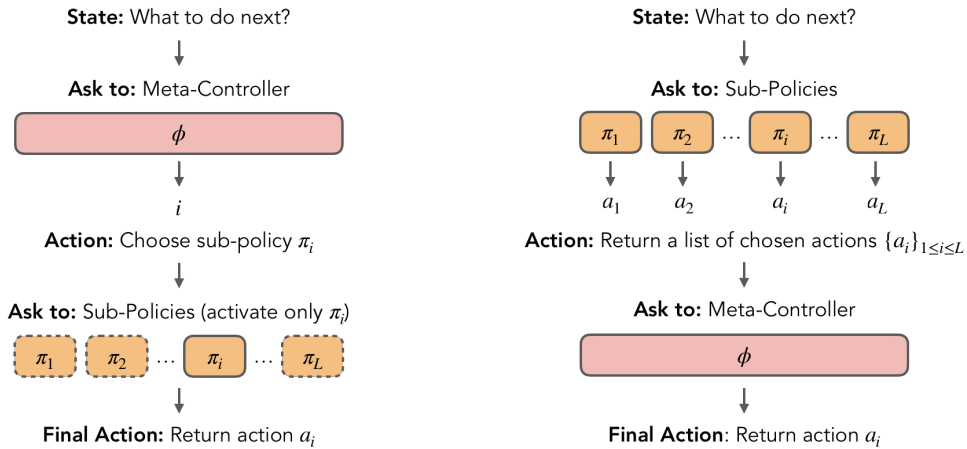 State: What to do next?
Ask to: Meta-Controller
ϕ
i
Action: Choose sub-policy πᵢ
Ask to: Sub-Policies (activate only πᵢ)
π₁ π₂ … πᵢ … π_L
Final Action: Return action aᵢ
State: What to do next?
Ask to: Sub-Policies
π₁ π₂ … πᵢ … π_L
a₁ a₂ aᵢ a_L
Action: Return a list of chosen actions {aᵢ}₁≤ᵢ≤L
Ask to: Meta-Controller
ϕ
Final Action: Return action aᵢ